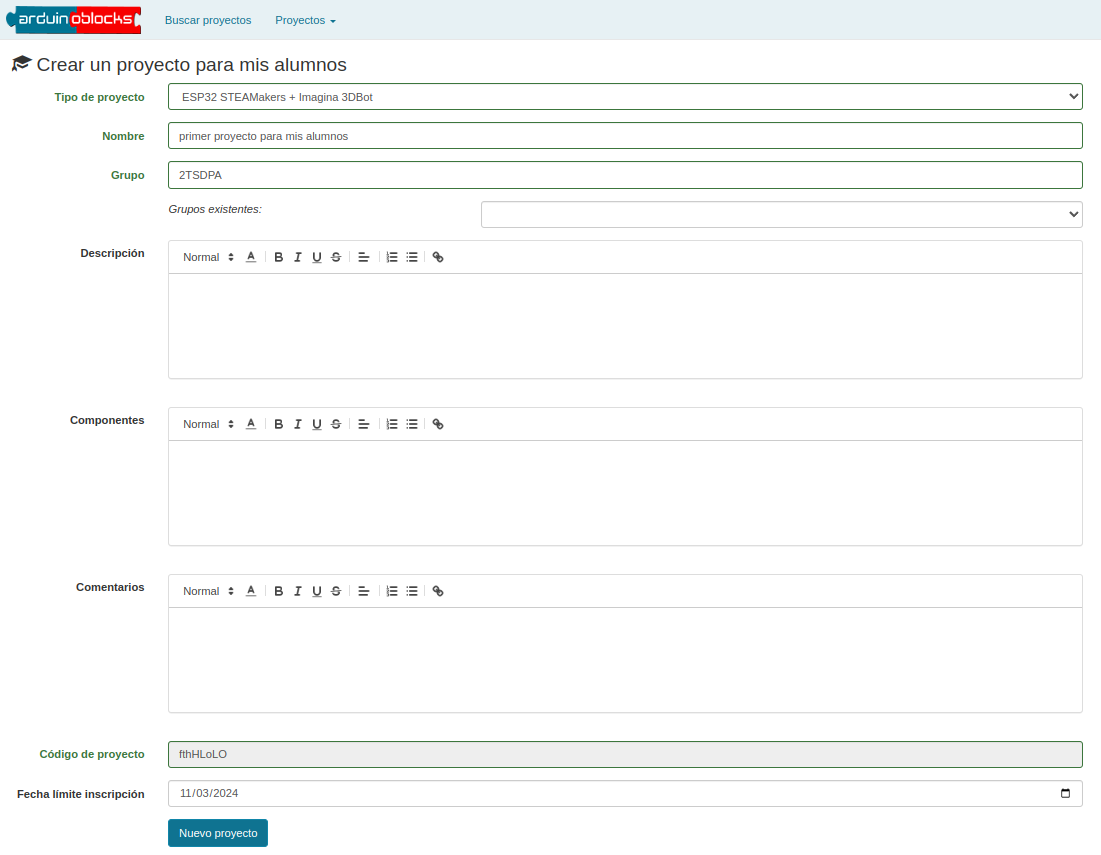 arduinoblocks Buscar proyectos Proyectos
Crear un proyecto para mis alumnos
Tipo de proyecto ESP32 STEAMakers + Imagina 3DBot
Nombre primer proyecto para mis alumnos
Grupo 2TSDPA
Grupos existentes:
Descripción Normal A B I U S
Componentes Normal A B I U S
Comentarios Normal A B I U S
Código de proyecto fthHLoLO
Fecha límite inscripción 11/03/2024
Nuevo proyecto